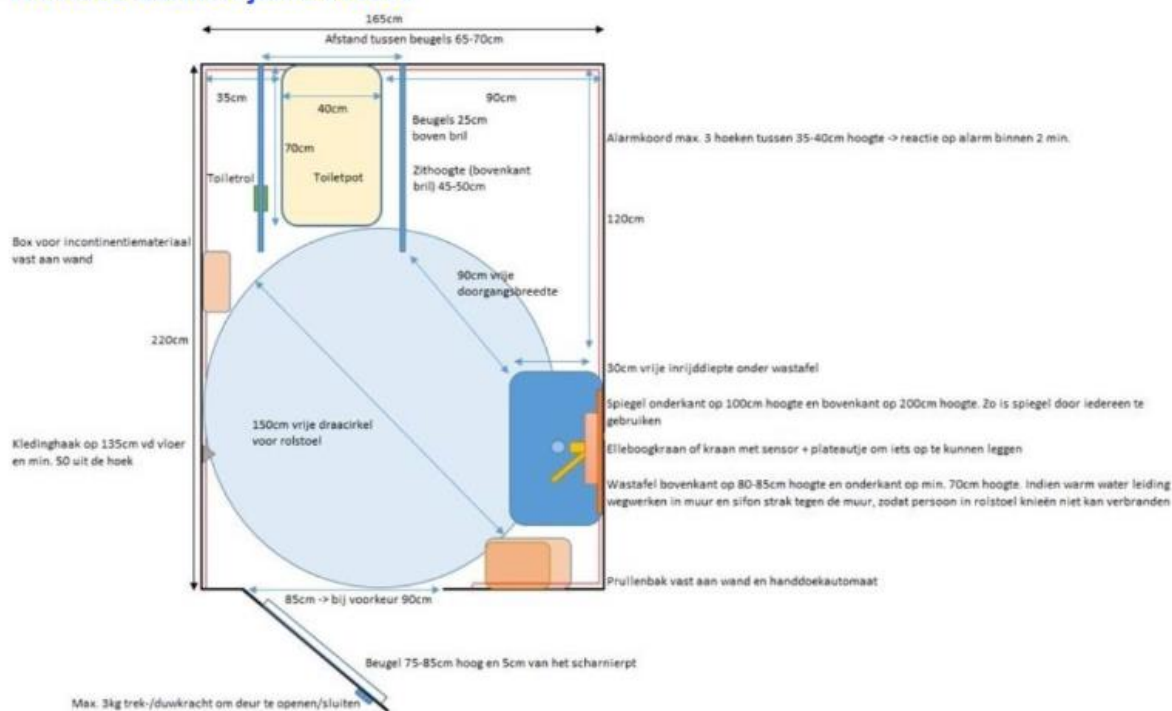 165cm
Afstand tussen beugels 65-70cm
35cm
40cm
90cm
Beugels 25cm
boven bril
Alarmkoord max. 3 hoeken tussen 35-40cm hoogte -> reactie op alarm binnen 2 min.
70cm
Toiletrol
Toiletpot
Zithoogte (bovenkant
bril) 45-50cm
120cm
Box voor incontinentiemateriaal
vast aan wand
90cm vrije
doorgangsbreedte
220cm
30cm vrije inrijddiepte onder wastafel
Spiegel onderkant op 100cm hoogte en bovenkant op 200cm hoogte. Zo is spiegel door iedereen te
gebruiken
150cm vrije draacirkel
voor rolstoel
Kledinghaak op 135cm vd vloer
en min. 50 uit de hoek
Elleboogkraan of kraan met sensor + plateautje om iets op te kunnen leggen
Wastafel bovenkant op 80-85cm hoogte en onderkant op min. 70cm hoogte. Indien warm water leiding
wegwerken in muur en sifon strak tegen de muur, zodat persoon in rolstoel knieën niet kan verbranden
Prullenbak vast aan wand en handdoekautomaat
85cm -> bij voorkeur 90cm
Beugel 75-85cm hoog en 5cm van het scharnierpt
Max. 3kg trek-/duwkracht om deur te openen/sluiten